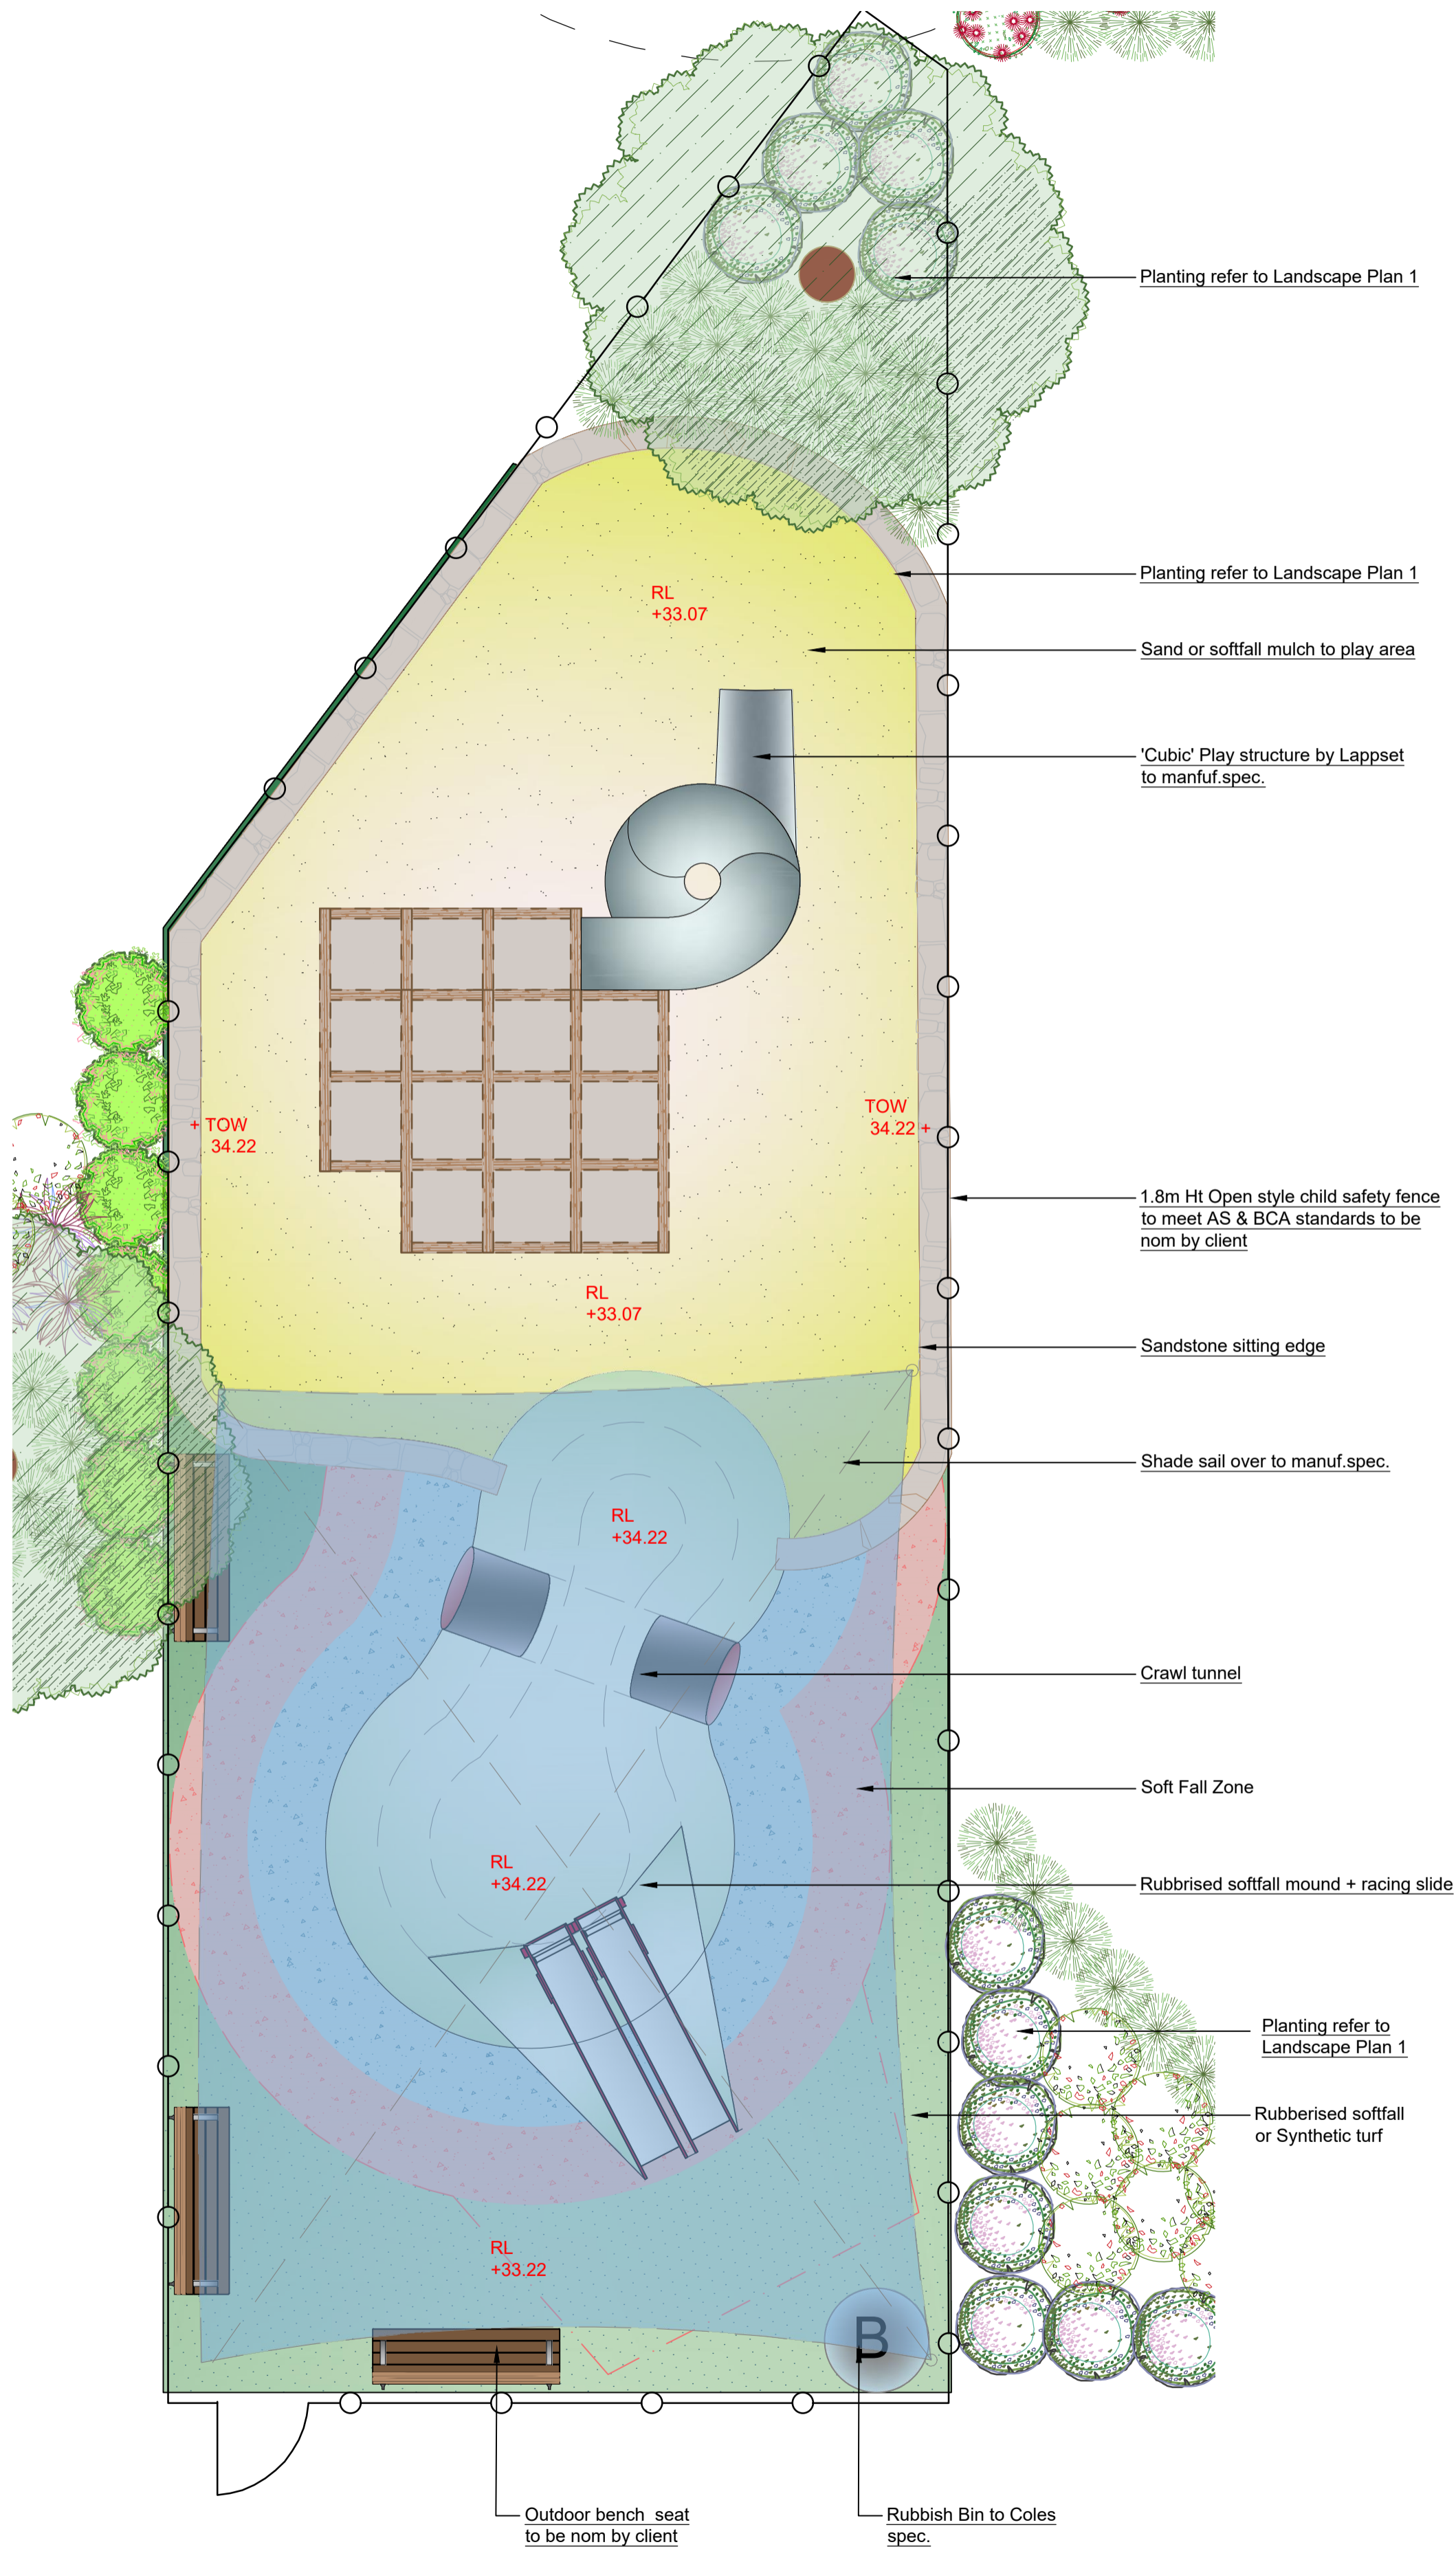 Planting refer to Landscape Plan 1
Planting refer to Landscape Plan 1
RL
+33.07
Sand or softfall mulch to play area
'Cubic' Play structure by Lappset
to manfuf.spec.
TOW
34.22 +
+ TOW
34.22
1.8m Ht Open style child safety fence
to meet AS & BCA standards to be
nom by client
RL
+33.07
Sandstone sitting edge
Shade sail over to manuf.spec.
RL
+34.22
Crawl tunnel
Soft Fall Zone
RL
+34.22
Rubbrised softfall mound + racing slide
Planting refer to
Landscape Plan 1
Rubberised softfall
or Synthetic turf
RL
+33.22
B
Outdoor bench seat
to be nom by client
Rubbish Bin to Coles
spec.